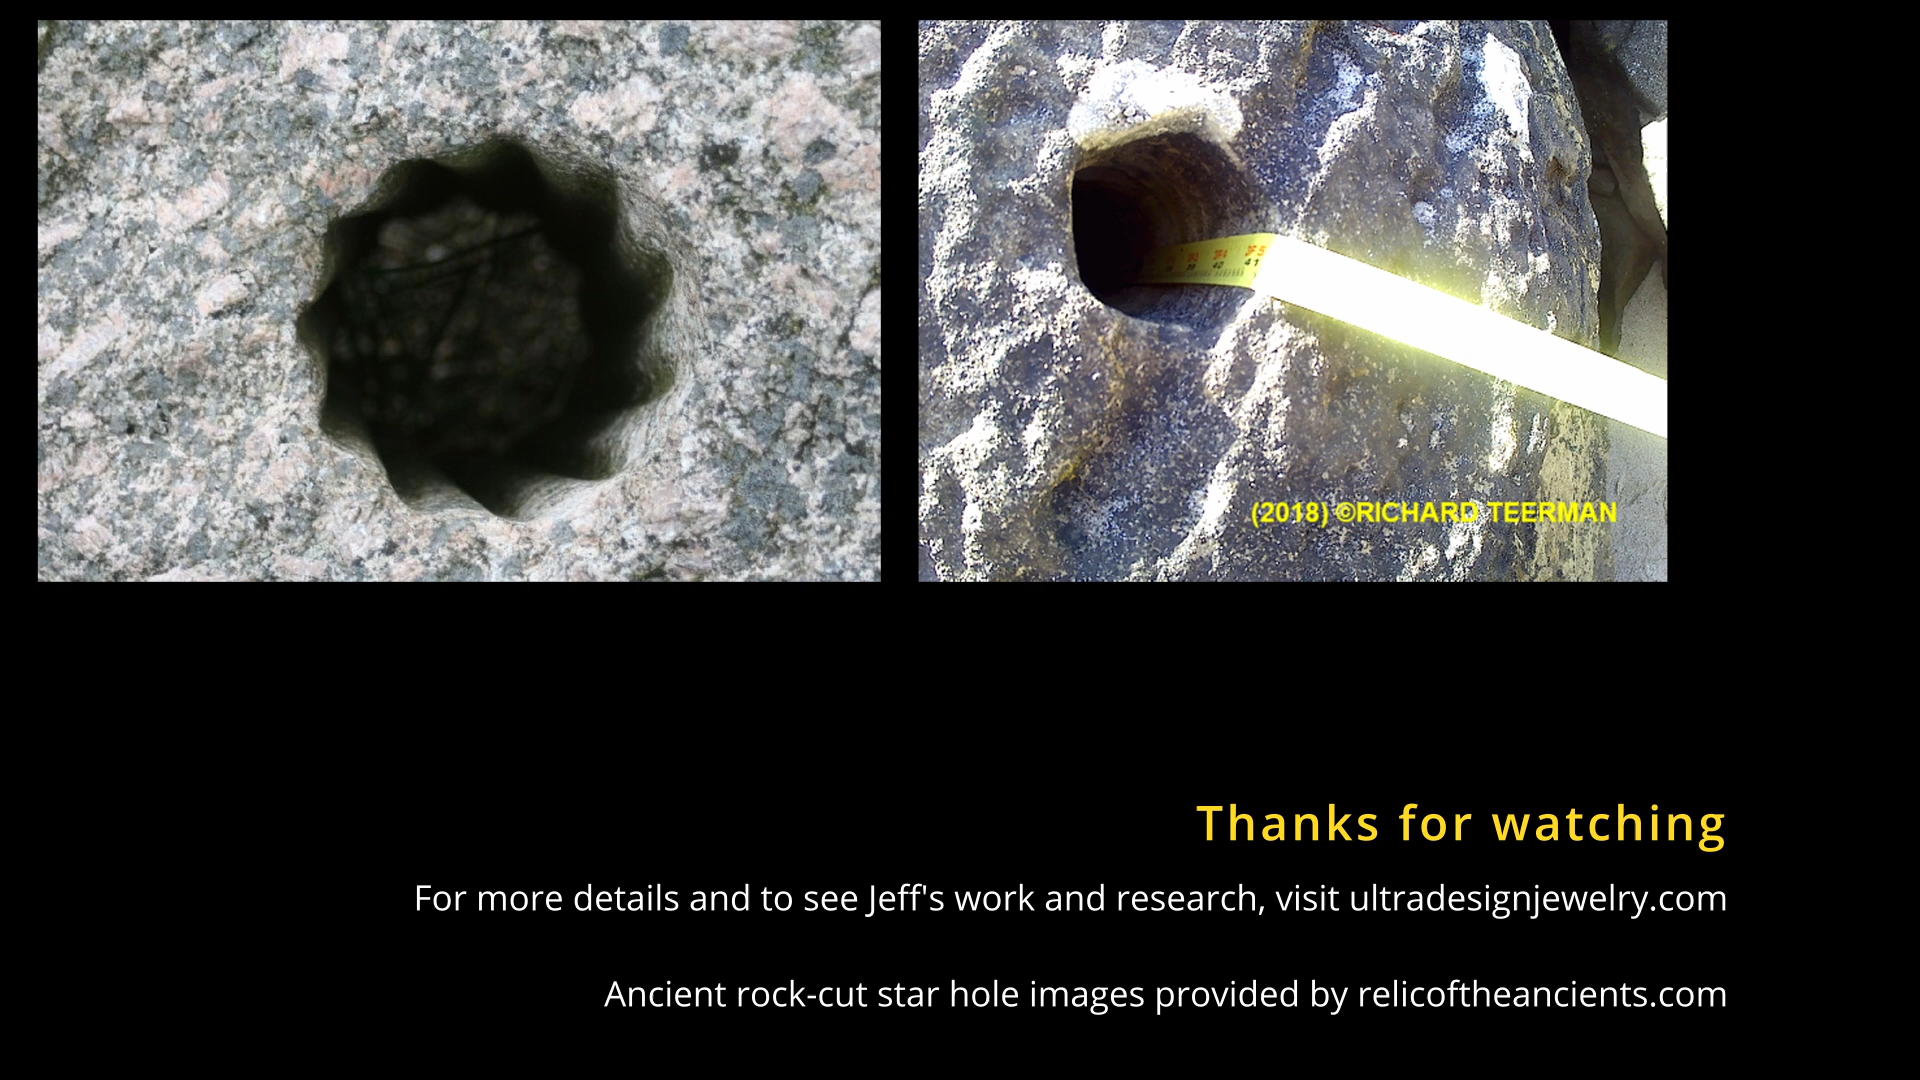 (2018) ©RICHARD TEERMAN
Thanks for watching
For more details and to see Jeff's work and research, visit ultradesignjewelry.com
Ancient rock-cut star hole images provided by relicoftheancients.com